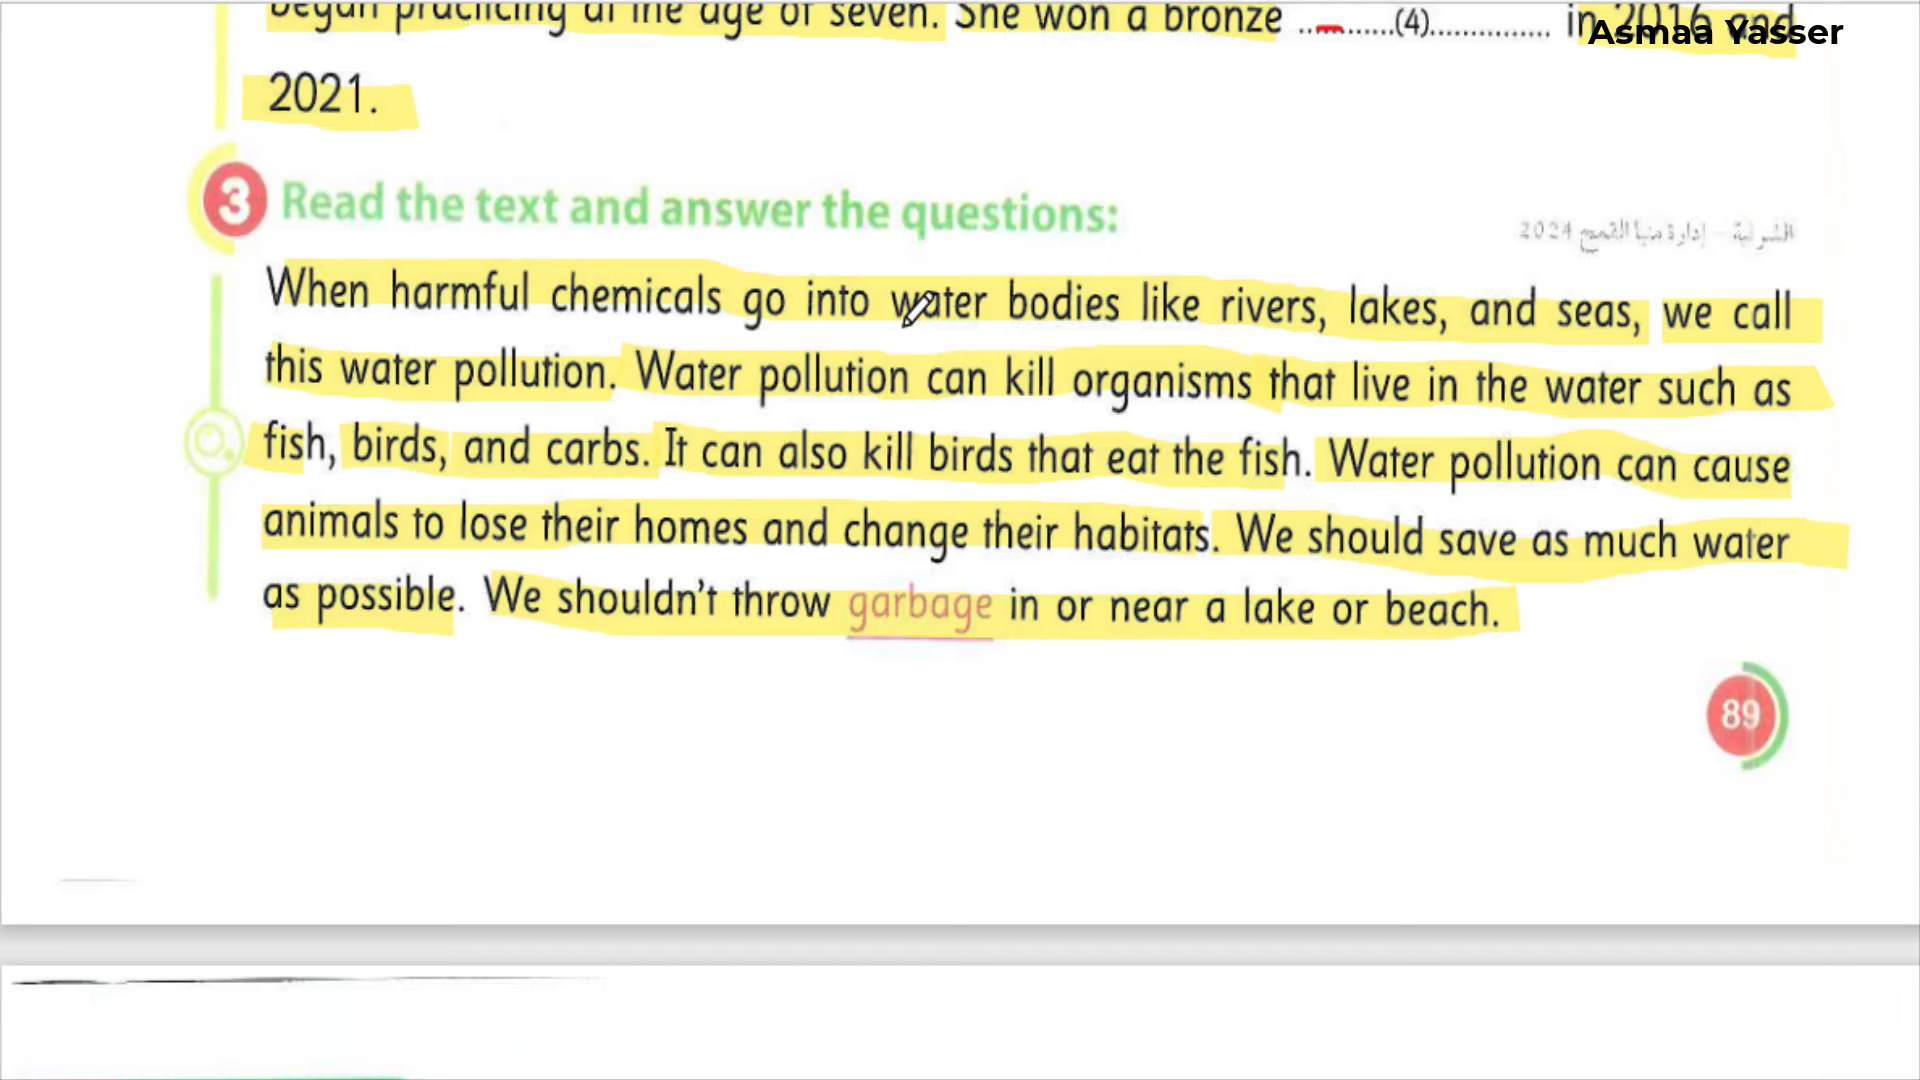 began practicing at the age of seven. She won a bronze ..........(4)............... in 2016 and
Asmaa Yasser
2021.
3 Read the text and answer the questions:
الشرقية - إدارة منيا القمح 2024
When harmful chemicals go into water bodies like rivers, lakes, and seas, we call
this water pollution. Water pollution can kill organisms that live in the water such as
fish, birds, and carbs. It can also kill birds that eat the fish. Water pollution can cause
animals to lose their homes and change their habitats. We should save as much water
as possible. We shouldn't throw garbage in or near a lake or beach.
89